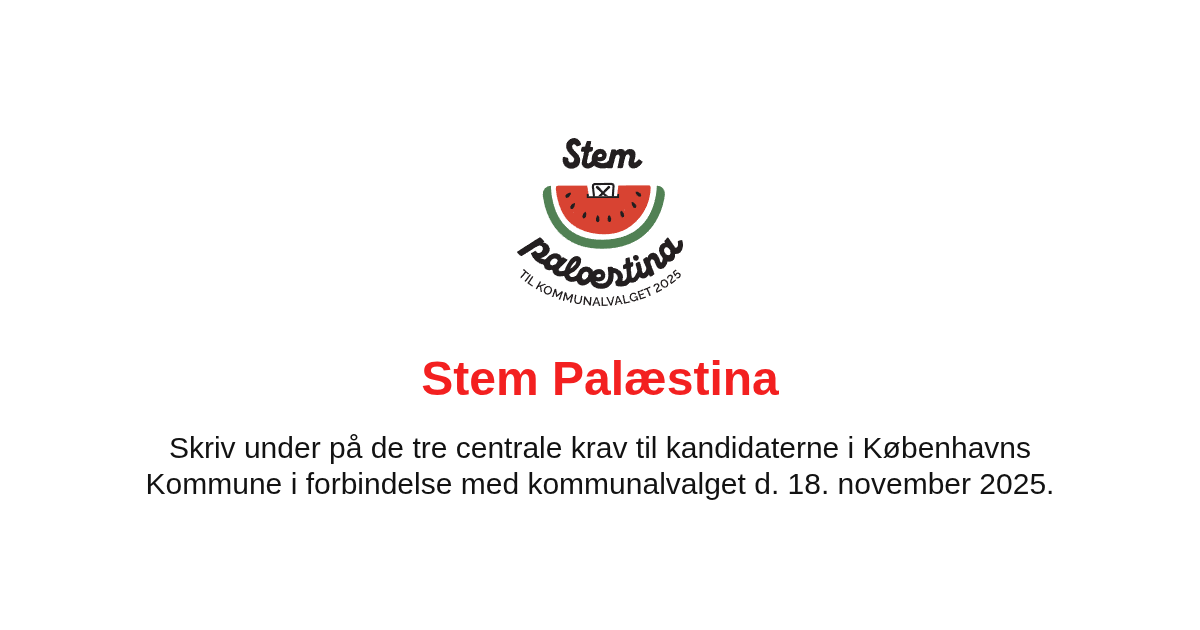 Stem
palæstina
TIL KOMMUNALVALGET 2025
Stem Palæstina
Skriv under på de tre centrale krav til kandidaterne i Københavns
Kommune i forbindelse med kommunalvalget d. 18. november 2025.